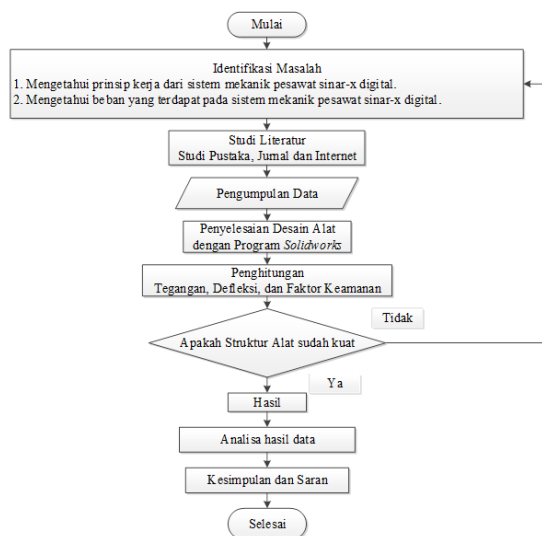 Mulai
Identifikasi Masalah
1. Mengetahui prinsip kerja dari sistem mekanik pesawat sinar-x digital.
2. Mengetahui beban yang terdapat pada sistem mekanik pesawat sinar-x digital.
Studi Literatur
Studi Pustaka, Jurnal dan Internet
Pengumpulan Data
Penyelesaian Desain Alat
dengan Program Solidworks
Penghitungan
Tegangan, Defleksi, dan Faktor Keamanan
Tidak
Apakah Struktur Alat sudah kuat
Ya
Hasil
Analisa hasil data
Kesimpulan dan Saran
Selesai